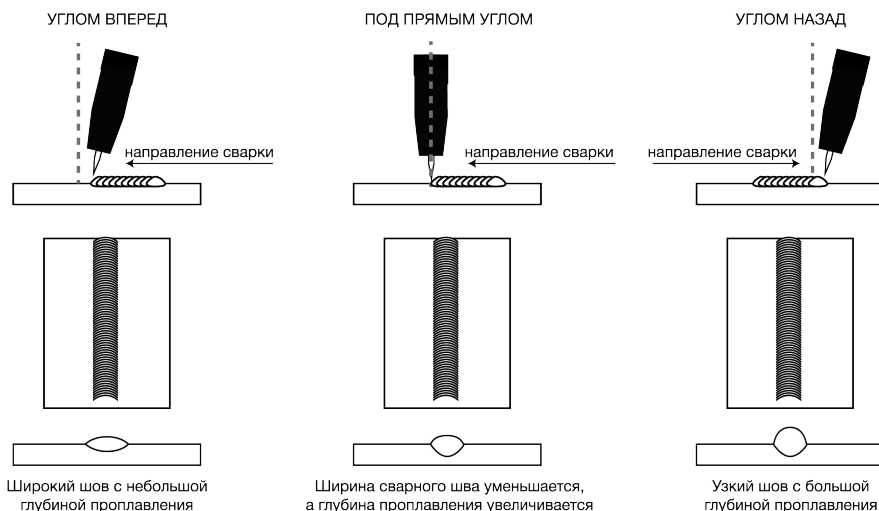 УГЛОМ ВПЕРЕД
ПОД ПРЯМЫМ УГЛОМ
УГЛОМ НАЗАД
направление сварки
направление сварки
направление сварки
Широкий шов с небольшой
глубиной проплавления
Ширина сварного шва уменьшается,
а глубина проплавления увеличивается
Узкий шов с большой
глубиной проплавления